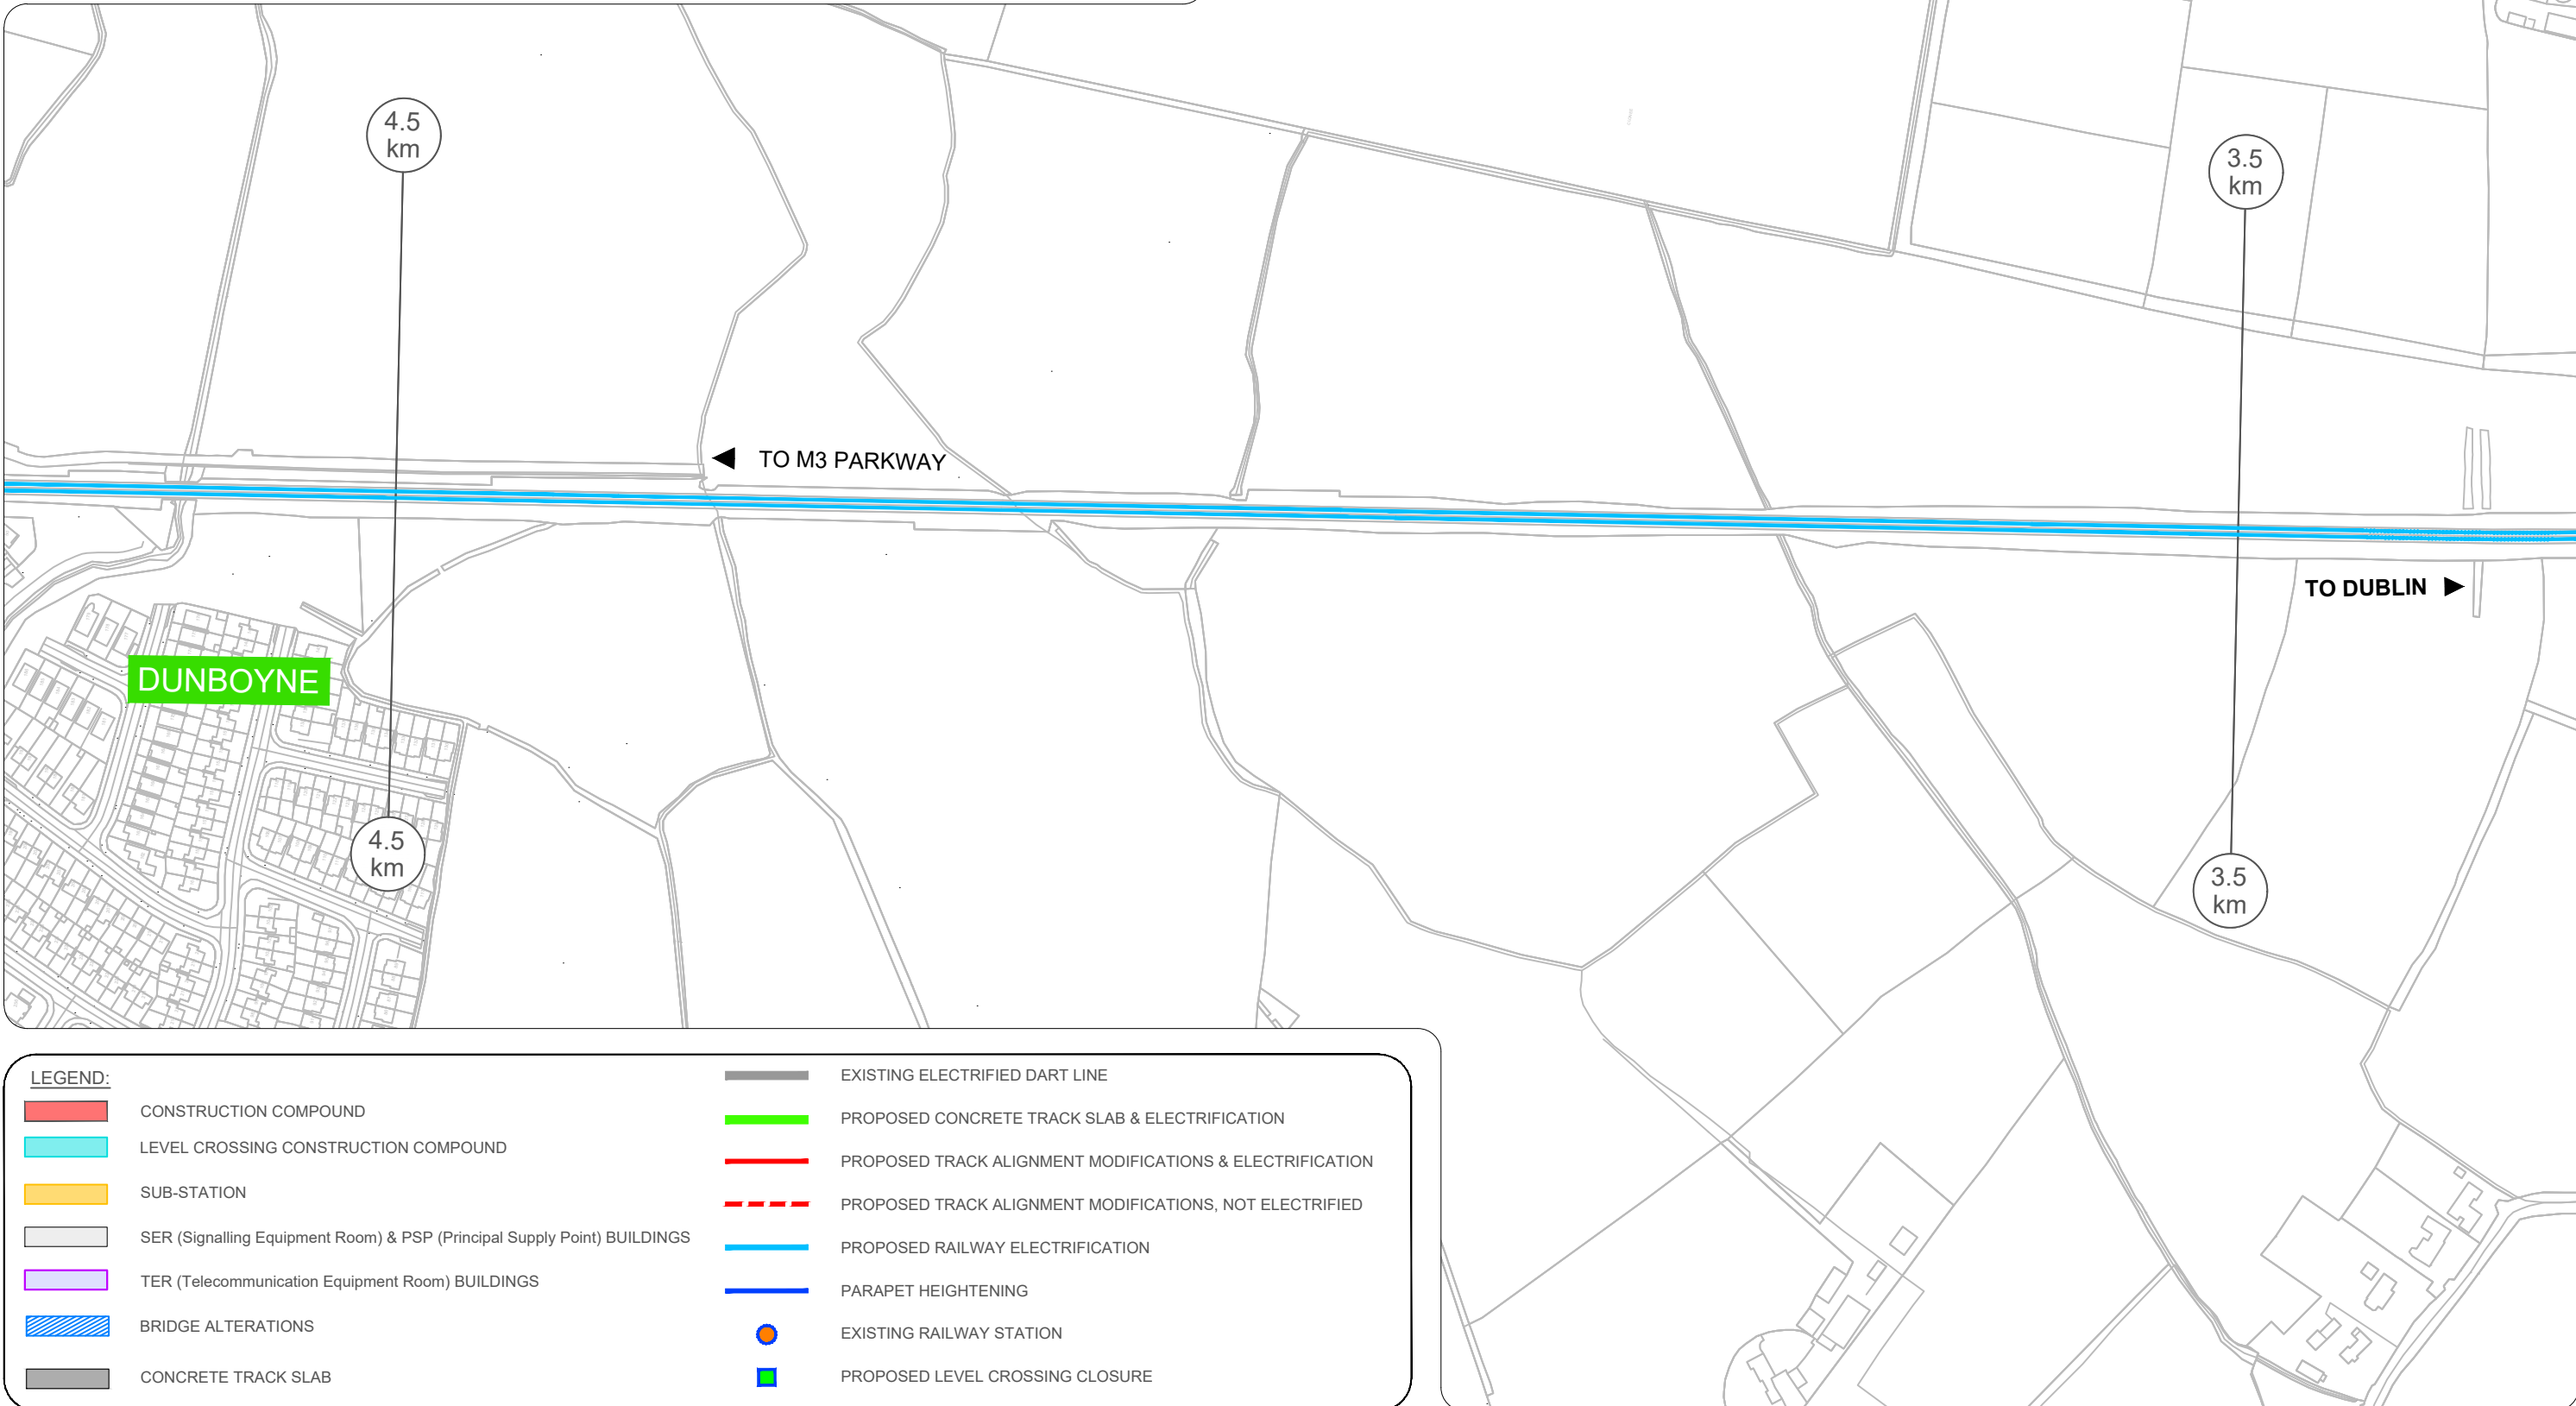 4.5
km
3.5
km
TO M3 PARKWAY
TO DUBLIN
DUNBOYNE
4.5
km
3.5
km
LEGEND:
CONSTRUCTION COMPOUND
LEVEL CROSSING CONSTRUCTION COMPOUND
SUB-STATION
SER (Signalling Equipment Room) & PSP (Principal Supply Point) BUILDINGS
TER (Telecommunication Equipment Room) BUILDINGS
BRIDGE ALTERATIONS
CONCRETE TRACK SLAB
EXISTING ELECTRIFIED DART LINE
PROPOSED CONCRETE TRACK SLAB & ELECTRIFICATION
PROPOSED TRACK ALIGNMENT MODIFICATIONS & ELECTRIFICATION
PROPOSED TRACK ALIGNMENT MODIFICATIONS, NOT ELECTRIFIED
PROPOSED RAILWAY ELECTRIFICATION
PARAPET HEIGHTENING
EXISTING RAILWAY STATION
PROPOSED LEVEL CROSSING CLOSURE